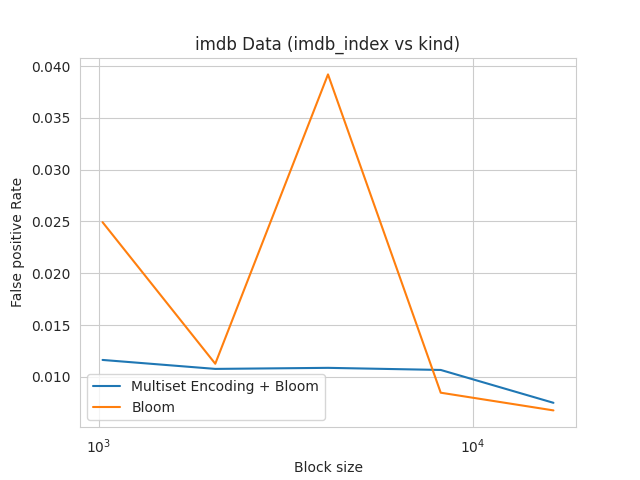 imdb Data (imdb_index vs kind)
0.040
0.035
0.030
0.025
0.020
0.015
0.010
False positive Rate
Multiset Encoding + Bloom
Bloom
10³
10⁴
Block size